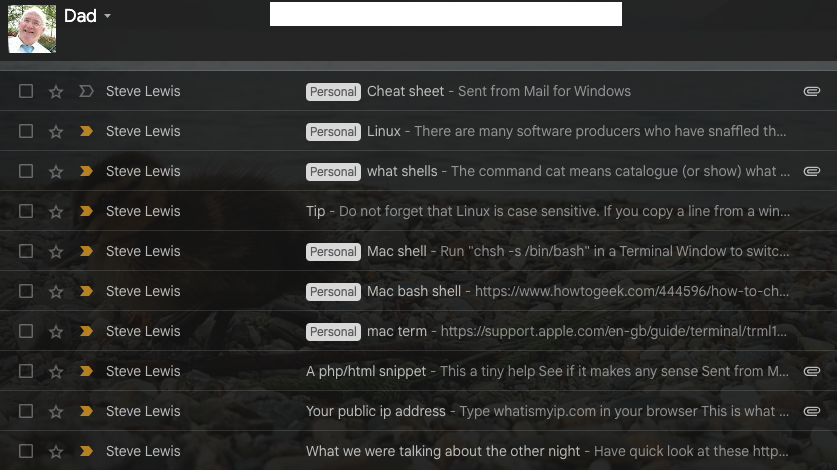 Dad
Steve Lewis Personal Cheat sheet - Sent from Mail for Windows
Steve Lewis Personal Linux - There are many software producers who have snaffled th...
Steve Lewis Personal what shells - The command cat means catalogue (or show) what ...
Steve Lewis Tip - Do not forget that Linux is case sensitive. If you copy a line from a win...
Steve Lewis Personal Mac shell - Run "chsh -s /bin/bash" in a Terminal Window to switc...
Steve Lewis Personal Mac bash shell - https://www.howtogeek.com/444596/how-to-ch...
Steve Lewis Personal mac term - https://support.apple.com/en-gb/guide/terminal/trml1...
Steve Lewis A php/html snippet - This a tiny help See if it makes any sense Sent from M...
Steve Lewis Your public ip address - Type whatismyip.com in your browser This is what ...
Steve Lewis What we were talking about the other night - Have quick look at these http...